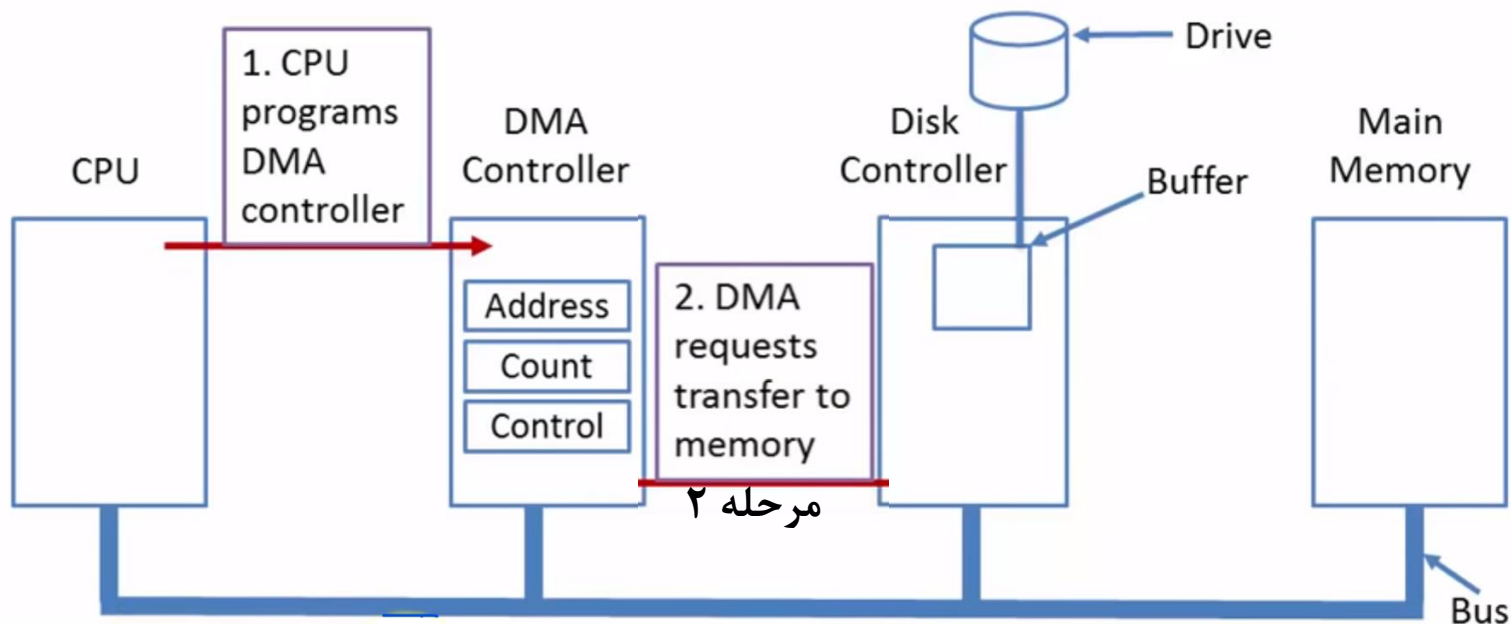 1. CPU
programs
DMA
controller
Drive
CPU
DMA
Controller
Disk
Controller
Buffer
Main
Memory
Address
Count
Control
2. DMA
requests
transfer to
memory
مرحله ۲
Bus